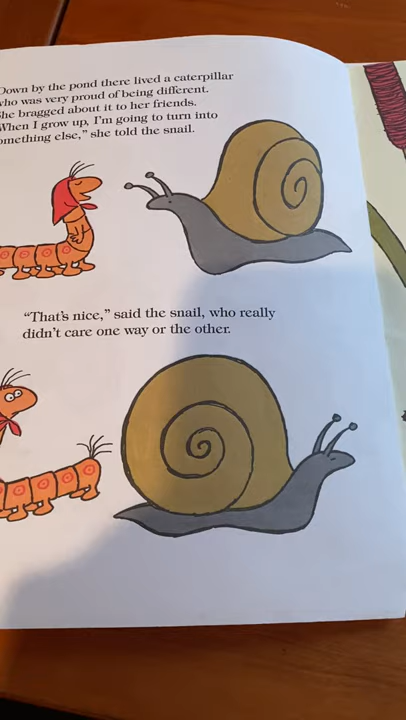 Down by the pond there lived a caterpillar
who was very proud of being different.
She bragged about it to her friends.
"When I grow up, I'm going to turn into
something else," she told the snail.
"That's nice," said the snail, who really
didn't care one way or the other.